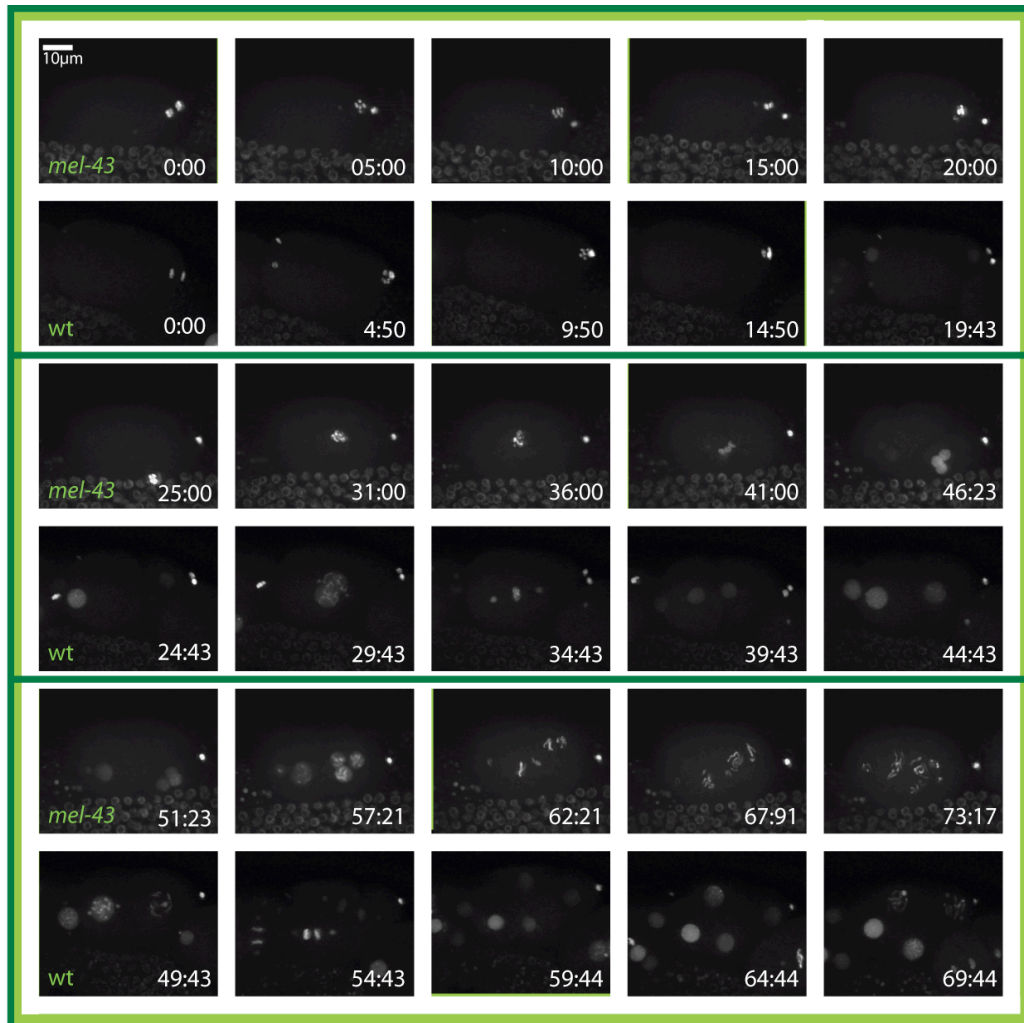 10µm
mel-43 0:00 05:00 10:00 15:00 20:00
wt 0:00 4:50 9:50 14:50 19:43
mel-43 25:00 31:00 36:00 41:00 46:23
wt 24:43 29:43 34:43 39:43 44:43
mel-43 51:23 57:21 62:21 67:91 73:17
wt 49:43 54:43 59:44 64:44 69:44